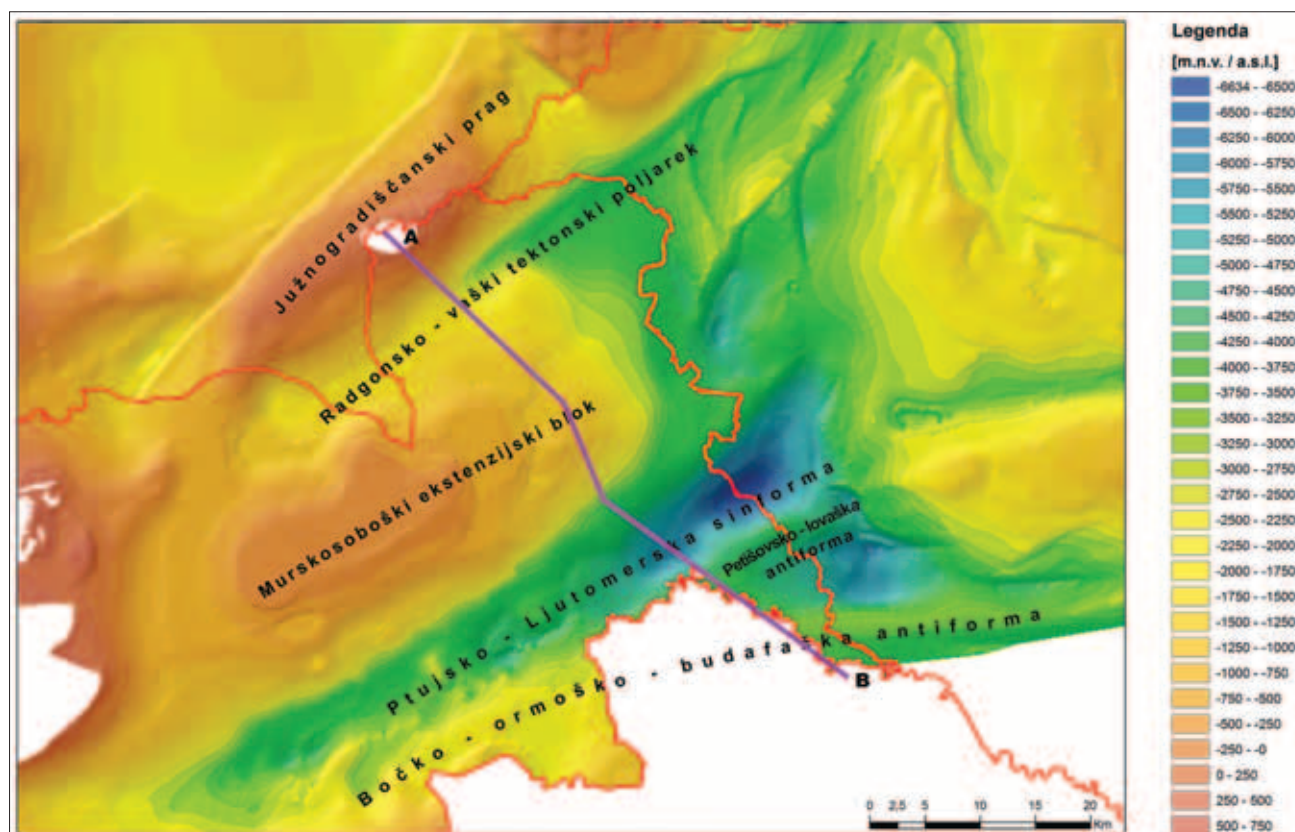 Legenda
[m.n.v. / a.s.l.]
-6634 - -6500
-6500 - -6250
-6250 - -6000
-6000 - -5750
-5750 - -5500
-5500 - -5250
-5250 - -5000
-5000 - -4750
-4750 - -4500
-4500 - -4250
-4250 - -4000
-4000 - -3750
-3750 - -3500
-3500 - -3250
-3250 - -3000
-3000 - -2750
-2750 - -2500
-2500 - -2250
-2250 - -2000
-2000 - -1750
-1750 - -1500
-1500 - -1250
-1250 - -1000
-1000 - -750
-750 - -500
-500 - -250
-250 - -0
0 - 250
250 - 500
500 - 750
Južnogradiščanski prag
A
Radgonsko - vaški tektonski poljarek
Murskosoboški ekstenzijski blok
Ptujsko - Ljutomerska sinforma
Petišovsko - lovaška
antiforma
Bočko - ormoško - budafaška antiforma
B
0 2,5 5 10 15 20
Km